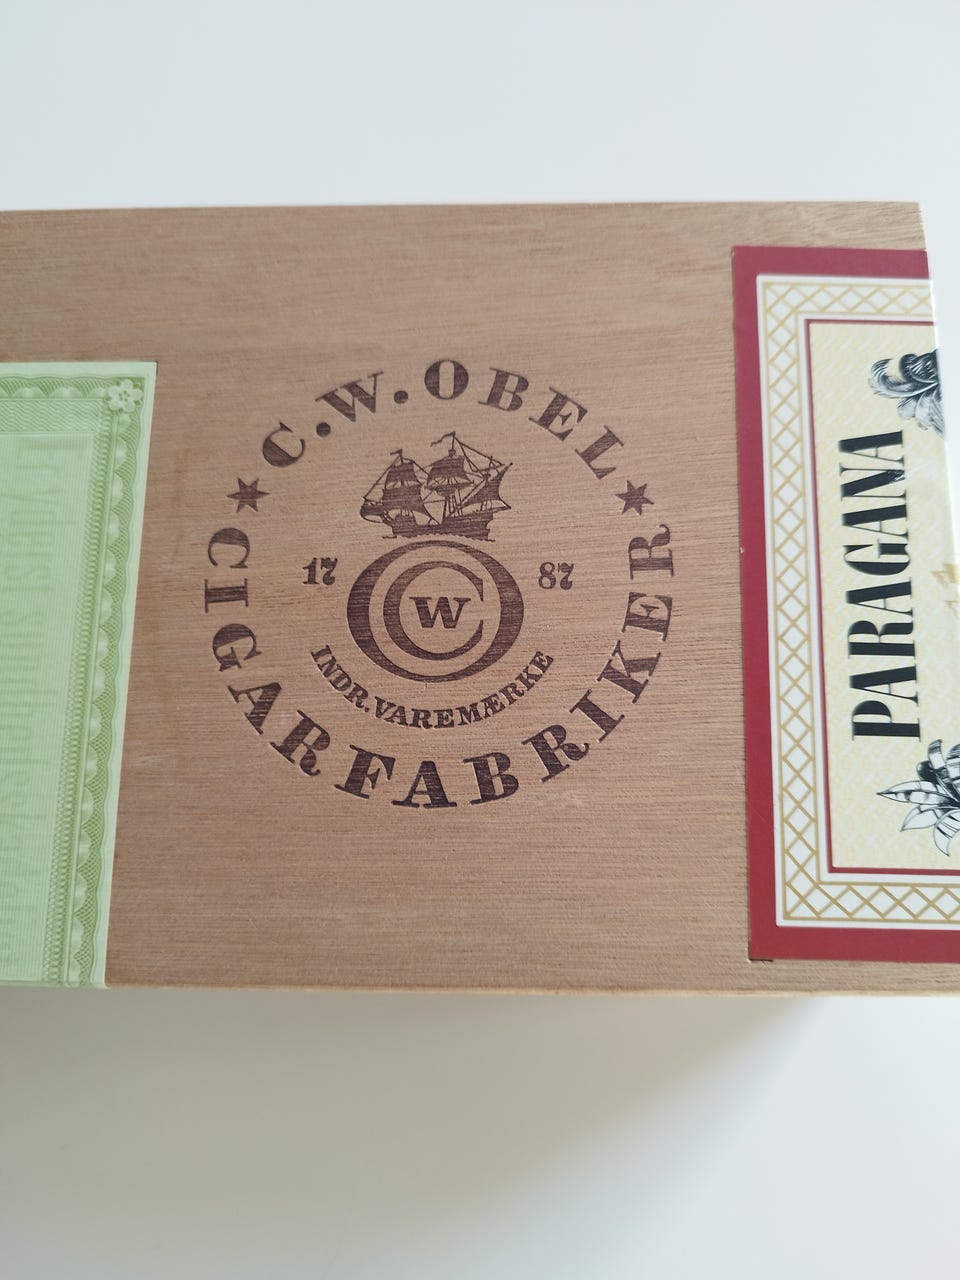 C.W. OBEL
17 87
W
INDR. VAREMÆRKE
CIGARFABRIKER
PARAGANA